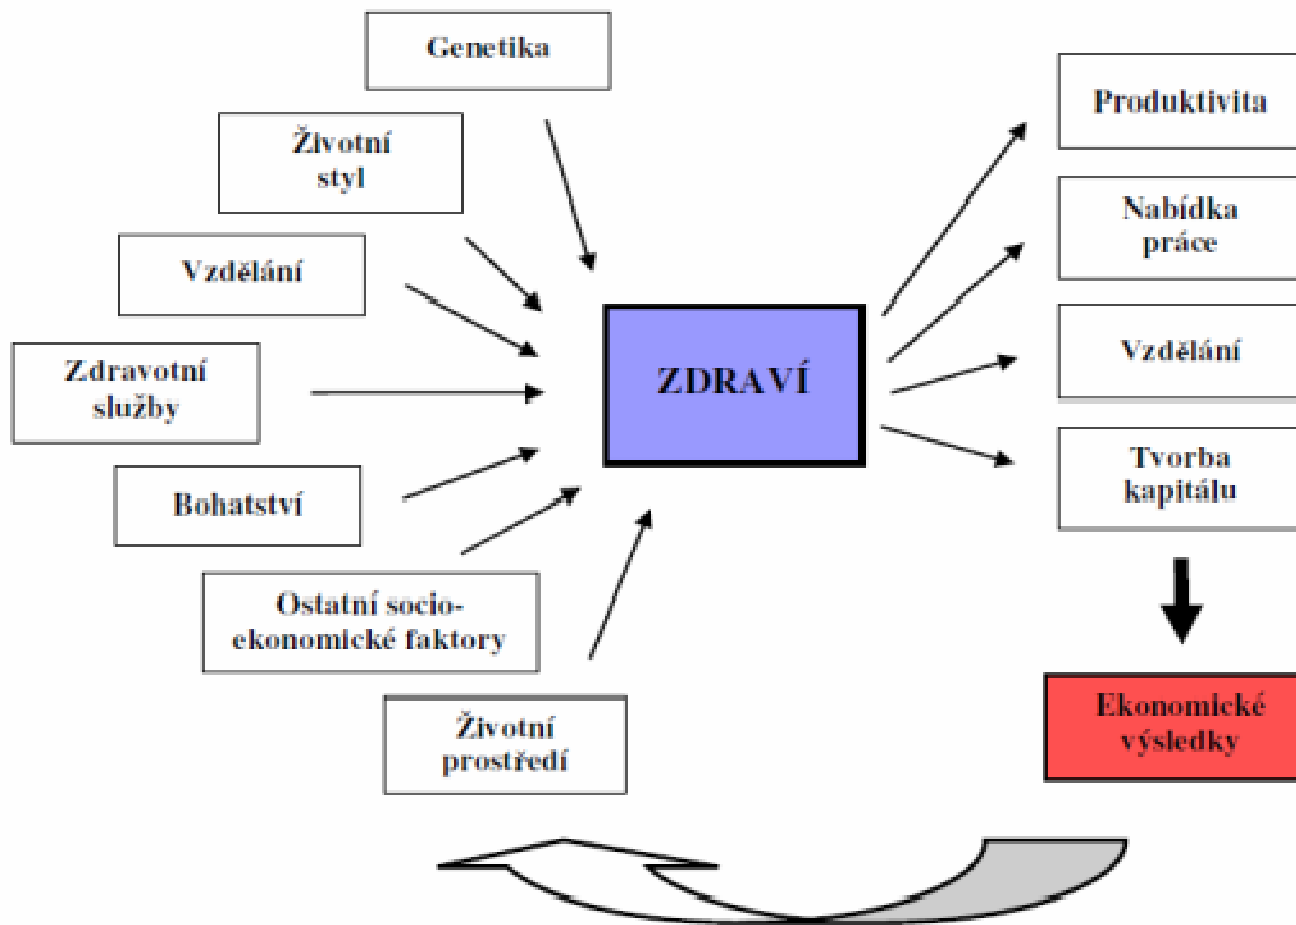 Genetika
Životní
styl
Vzdělání
Zdravotní
služby
Bohatství
Ostatní socio-
ekonomické faktory
Životní
prostředí
ZDRAVÍ
Produktivita
Nabídka
práce
Vzdělání
Tvorba
kapitálu
Ekonomické
výsledky